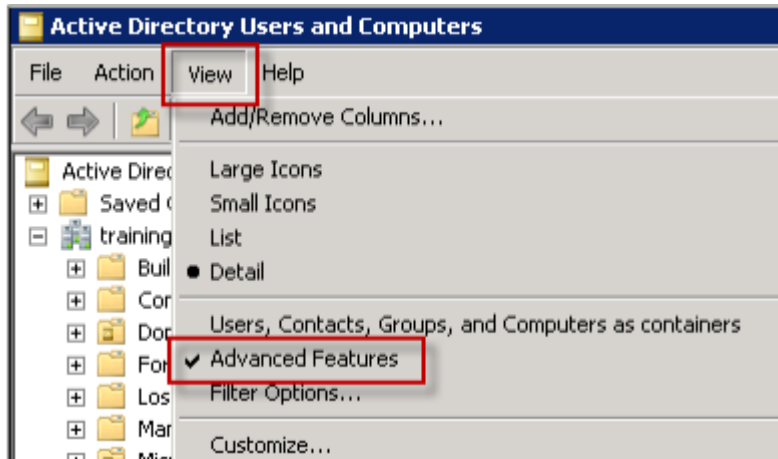 Active Directory Users and Computers
File Action View Help
Add/Remove Columns...
Active Direc
Large Icons
Saved
Small Icons
training
List
Buil
Detail
Con
Users, Contacts, Groups, and Computers as containers
Dor
Advanced Features
For
Filter Options...
Los
Mar
Customize...